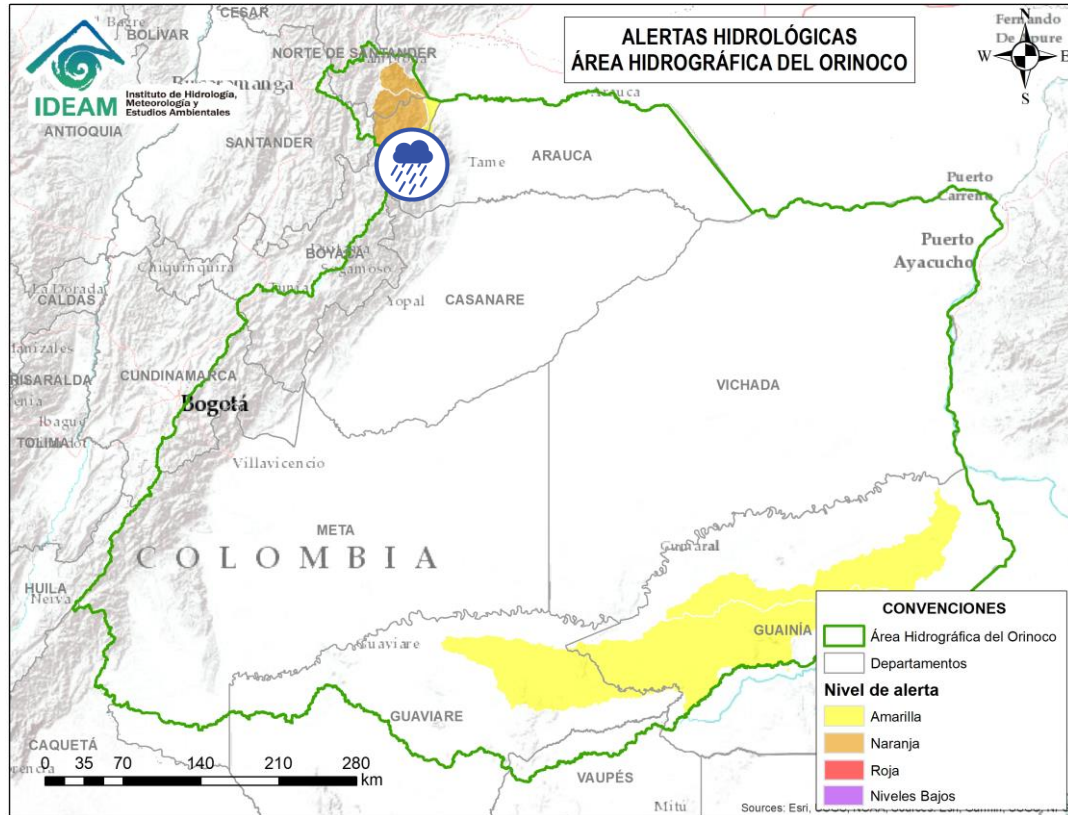 ALERTAS HIDROLÓGICAS
ÁREA HIDROGRÁFICA DEL ORINOCO
IDEAM
Instituto de Hidrología,
Meteorología y
Estudios Ambientales
N
W E
S
CESAR
BOLÍVAR
NORTE DE SANTANDER
Fernando
De Apure
ANTIOQUIA
SANTANDER
Arauca
ARAUCA
Tame
Puerto
Carreño
Puerto
Ayacucho
BOYACÁ
Sogamoso
Chiquinquira
Tunja
La Dorada
CALDAS
Yopal
CASANARE
VICHADA
RISARALDA
CUNDINAMARCA
Bogotá
Ibagué
TOLIMA
Villavicencio
META
COLOMBIA
Cumaral
HUILA
Neiva
Guaviare
GUAINÍA
GUAVIARE
CAQUETÁ
VAUPÉS
Mitú
0 35 70 140 210 280
km
CONVENCIONES
Área Hidrográfica del Orinoco
Departamentos
Nivel de alerta
Amarilla
Naranja
Roja
Niveles Bajos
Sources: Esri,